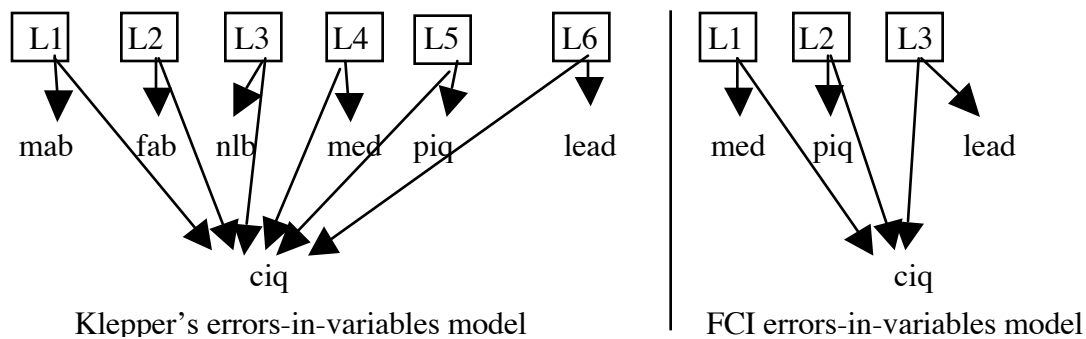 L1 L2 L3 L4 L5 L6 L1 L2 L3
mab fab nlb med piq lead med piq lead
ciq ciq
Klepper's errors-in-variables model FCI errors-in-variables model